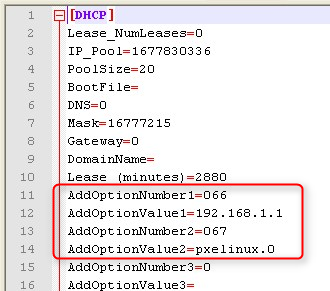 1 [DHCP]
2 Lease_NumLeases=0
3 IP_Pool=1677830336
4 PoolSize=20
5 BootFile=
6 DNS=0
7 Mask=16777215
8 Gateway=0
9 DomainName=
10 Lease (minutes)=2880
11 AddOptionNumber1=066
12 AddOptionValue1=192.168.1.1
13 AddOptionNumber2=067
14 AddOptionValue2=pxelinux.0
15 AddOptionNumber3=0
16 AddOptionValue3=